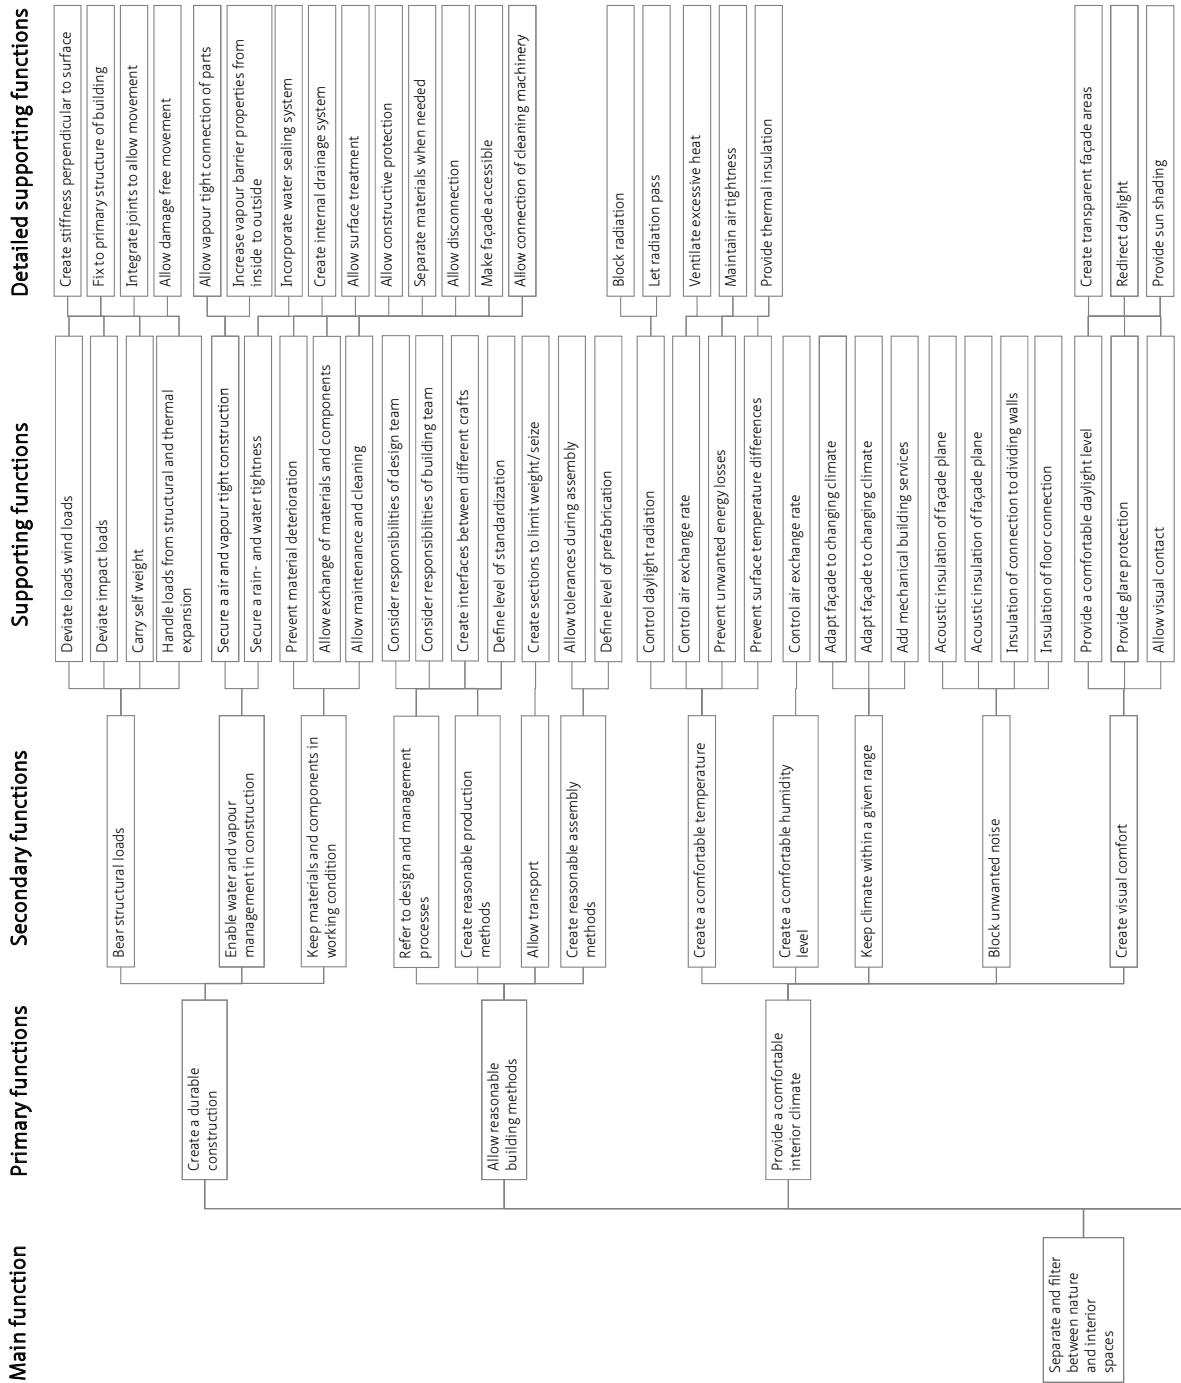 Main function
Primary functions
Secondary functions
Supporting functions
Detailed supporting functions
Separate and filter
between nature
and interior
spaces
Create a durable
construction
Allow reasonable
building methods
Provide a comfortable
interior climate
Bear structural loads
Enable water and vapour
management in construction
Keep materials and components in
working condition
Refer to design and management
processes
Create reasonable production
methods
Allow transport
Create reasonable assembly
methods
Create a comfortable temperature
Create a comfortable humidity
level
Keep climate within a given range
Block unwanted noise
Create visual comfort
Deviate loads wind loads
Deviate impact loads
Carry self weight
Handle loads from structural and thermal
expansion
Secure a air and vapour tight construction
Secure a rain- and water tightness
Prevent material deterioration
Allow exchange of materials and components
Allow maintenance and cleaning
Consider responsibilities of design team
Consider responsibilities of building team
Create interfaces between different crafts
Define level of standardization
Create sections to limit weight/seize
Allow tolerances during assembly
Define level of prefabrication
Control daylight radiation
Control air exchange rate
Prevent unwanted energy losses
Prevent surface temperature differences
Control air exchange rate
Adapt façade to changing climate
Adapt façade to changing climate
Add mechanical building services
Acoustic insulation of façade plane
Acoustic insulation of façade plane
Insulation of connection to dividing walls
Insulation of floor connection
Provide a comfortable daylight level
Provide glare protection
Allow visual contact
Create stiffness perpendicular to surface
Fix to primary structure of building
Integrate joints to allow movement
Allow damage free movement
Allow vapour tight connection of parts
Increase vapour barrier properties from
inside to outside
Incorporate water sealing system
Create internal drainage system
Allow surface treatment
Allow constructive protection
Separate materials when needed
Allow disconnection
Make façade accessible
Allow connection of cleaning machinery
Block radiation
Let radiation pass
Ventilate excessive heat
Maintain air tightness
Provide thermal insulation
Create transparent façade areas
Redirect daylight
Provide sun shading